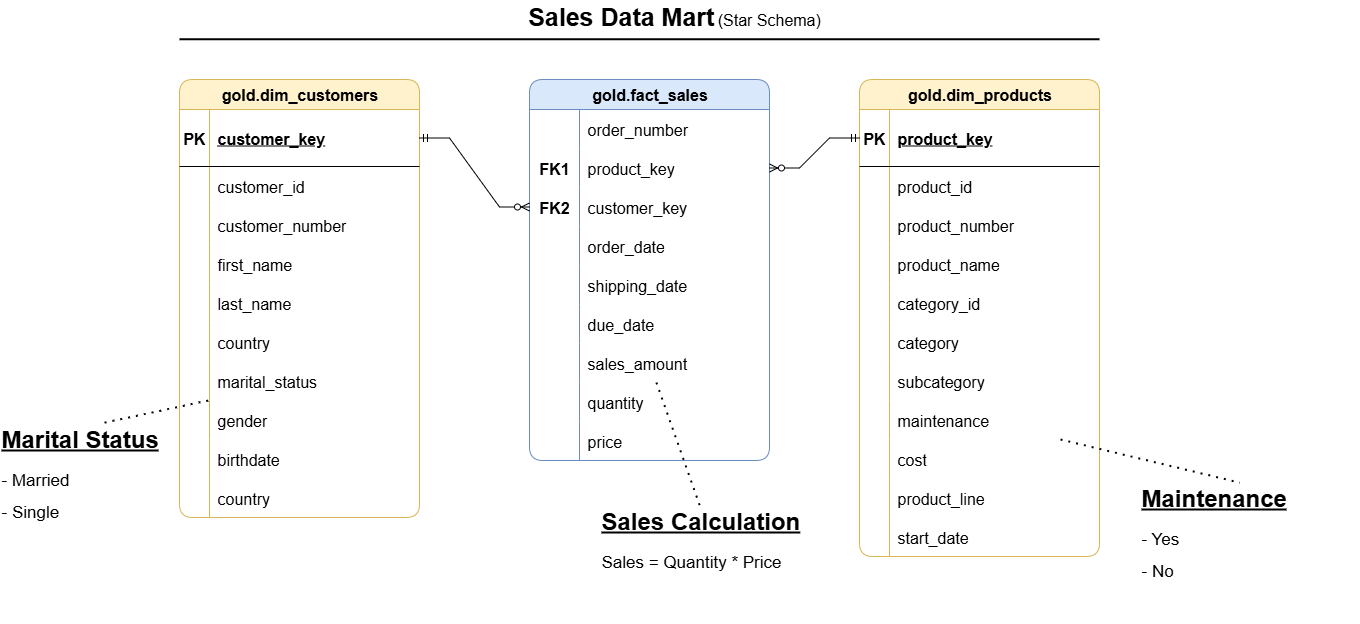 Sales Data Mart (Star Schema)
gold.dim_customers
PK customer_key
customer_id
customer_number
first_name
last_name
country
marital_status
gender
birthdate
country
gold.fact_sales
order_number
FK1 product_key
FK2 customer_key
order_date
shipping_date
due_date
sales_amount
quantity
price
gold.dim_products
PK product_key
product_id
product_number
product_name
category_id
category
subcategory
maintenance
cost
product_line
start_date
Marital Status
- Married
- Single
Sales Calculation
Sales = Quantity * Price
Maintenance
- Yes
- No